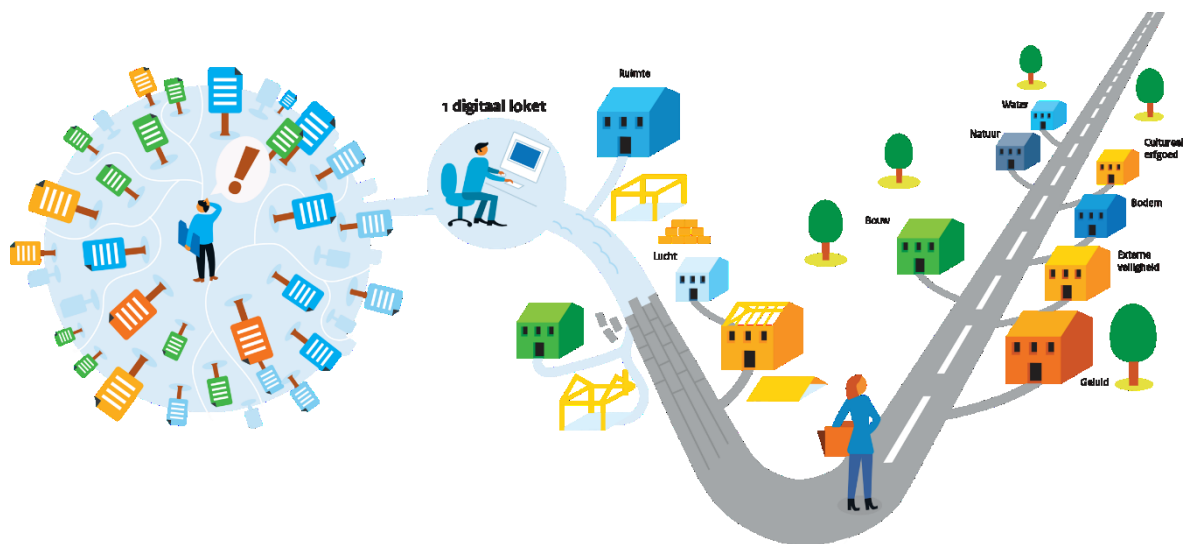 1 digitaal loket
Ruimte
Lucht
Bouw
Water
Natuur
Cultureel
erfgoed
Bodem
Externe
veiligheid
Geluid